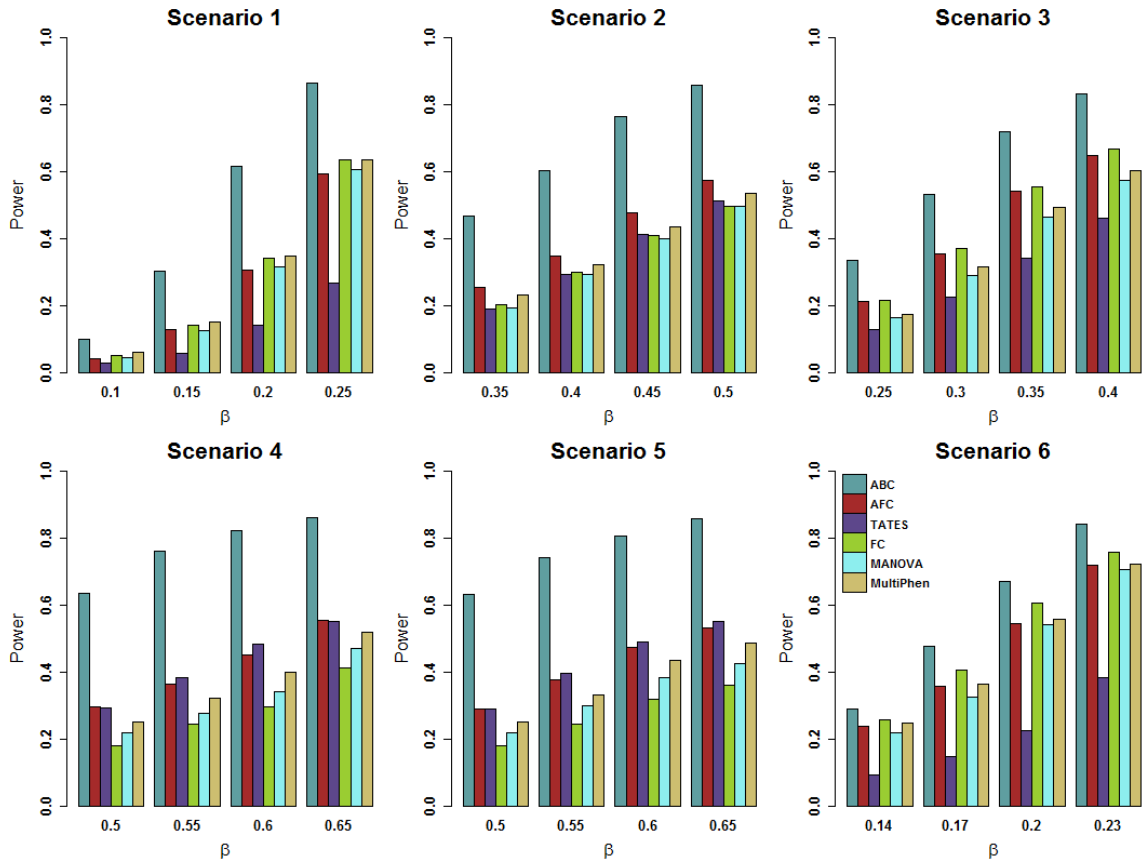 Scenario 1
Power
0.0 0.2 0.4 0.6 0.8 1.0
0.1 0.15 0.2 0.25
β
Scenario 2
Power
0.0 0.2 0.4 0.6 0.8 1.0
0.35 0.4 0.45 0.5
β
Scenario 3
Power
0.0 0.2 0.4 0.6 0.8 1.0
0.25 0.3 0.35 0.4
β
Scenario 4
Power
0.0 0.2 0.4 0.6 0.8 1.0
0.5 0.55 0.6 0.65
β
Scenario 5
Power
0.0 0.2 0.4 0.6 0.8 1.0
0.5 0.55 0.6 0.65
β
Scenario 6
Power
0.0 0.2 0.4 0.6 0.8 1.0
ABC
AFC
TATES
FC
MANOVA
MultiPhen
0.14 0.17 0.2 0.23
β